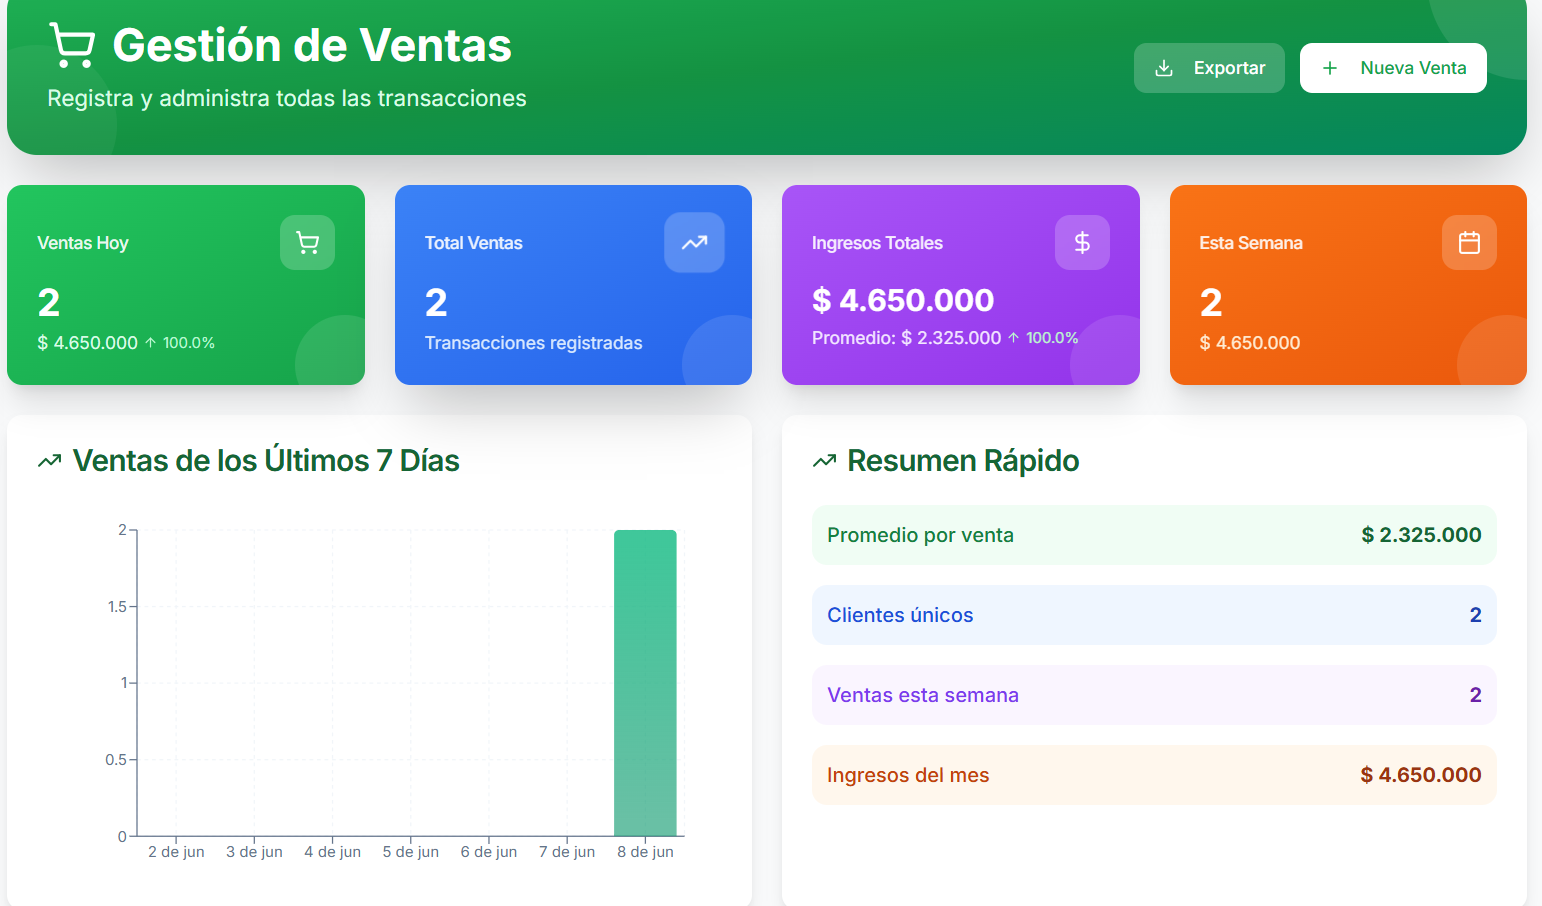 Gestión de Ventas
Registra y administra todas las transacciones
Exportar
Nueva Venta
Ventas Hoy
2
$ 4.650.000 ↑ 100.0%
Total Ventas
2
Transacciones registradas
Ingresos Totales
$ 4.650.000
Promedio: $ 2.325.000 ↑ 100.0%
Esta Semana
2
$ 4.650.000
Ventas de los Últimos 7 Días
2
1.5
1
0.5
0
2 de jun 3 de jun 4 de jun 5 de jun 6 de jun 7 de jun 8 de jun
Resumen Rápido
Promedio por venta $ 2.325.000
Clientes únicos 2
Ventas esta semana 2
Ingresos del mes $ 4.650.000